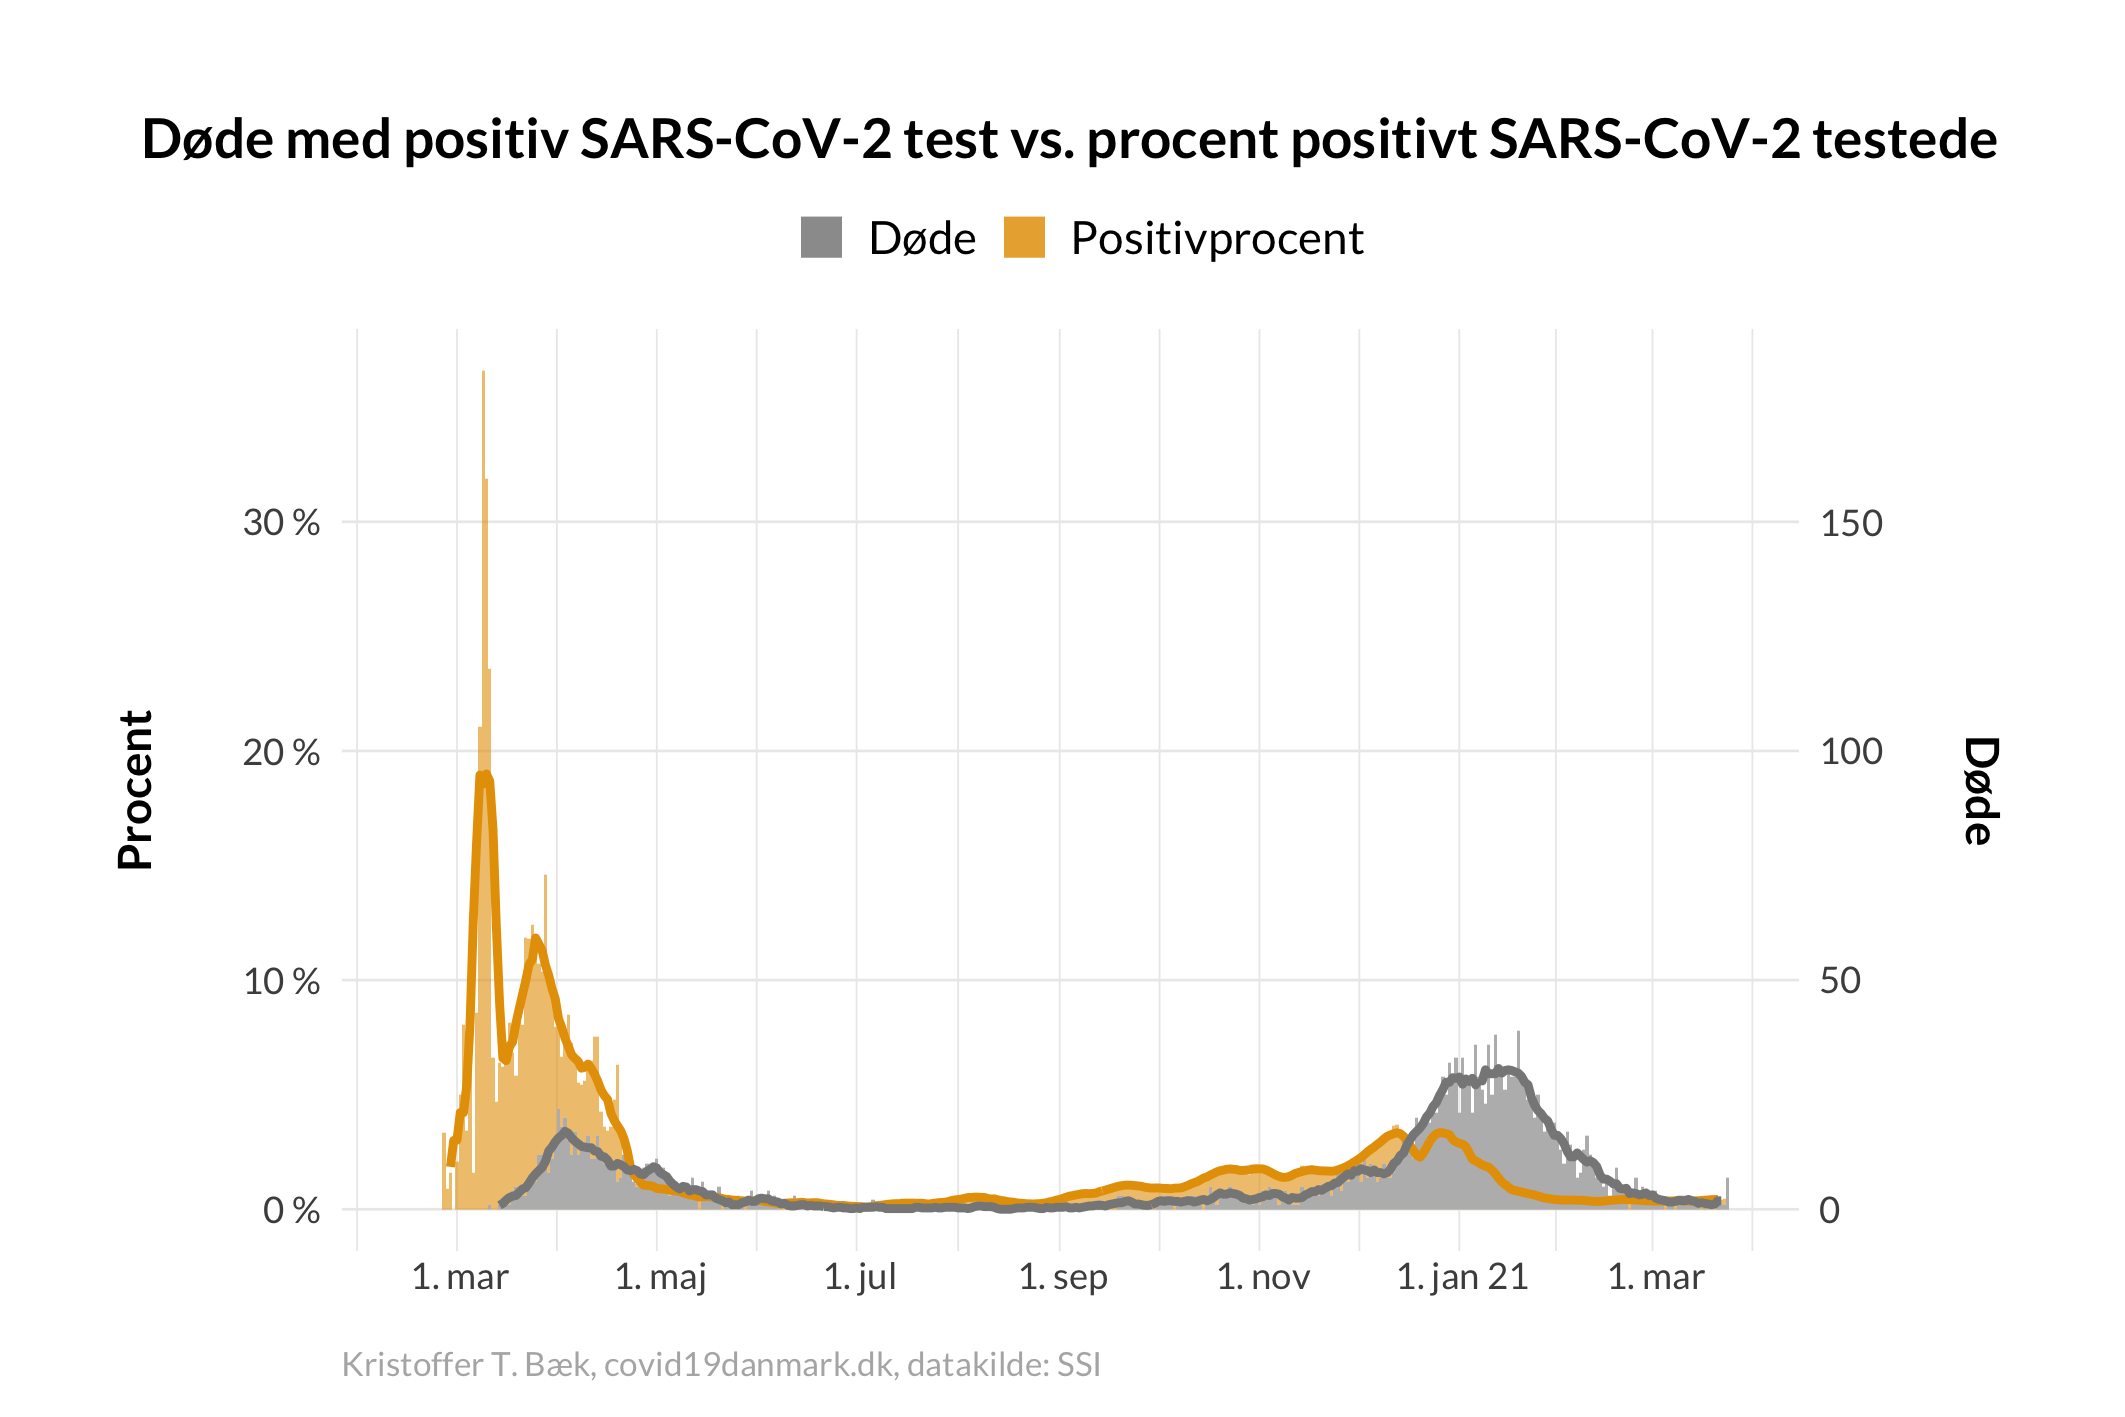 Døde med positiv SARS-CoV-2 test vs. procent positivt SARS-CoV-2 testede
Døde Positivprocent
Procent
30 %
20 %
10 %
0 %
150
100
50
0
Døde
1. mar 1. maj 1. jul 1. sep 1. nov 1. jan 21 1. mar
Kristoffer T. Bæk, covid19danmark.dk, datakilde: SSI